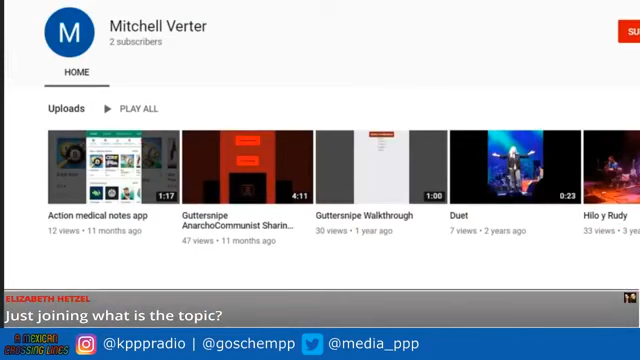 M
Mitchell Verter
2 subscribers
SU
HOME
Uploads ▶ PLAY ALL
1:17
4:11
1:00
0:23
Action medical notes app
12 views • 11 months ago
Guttersnipe
AnarchoCommunist Sharin...
47 views • 11 months ago
Guttersnipe Walkthrough
30 views • 1 year ago
Duet
7 views • 2 years ago
Hilo y Rudy
33 views • 3 yea
ELIZABETH HETZEL
Just joining what is the topic?
A MEXICAN
CROSSING LINES
@kpppradio | @goschempp
@media_ppp